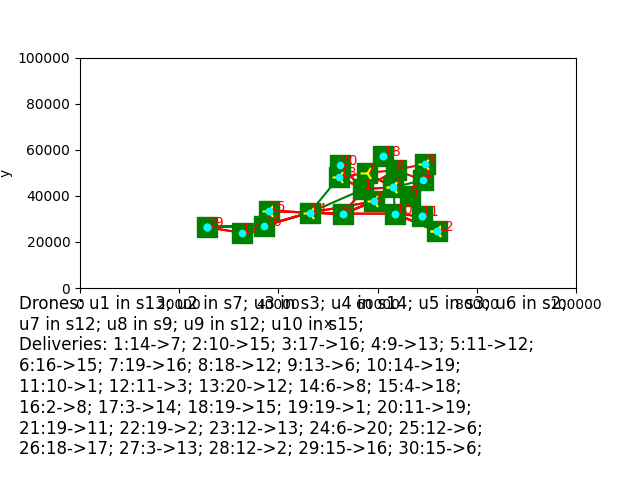 100000
80000
60000
40000
20000
0
y
0 20000 40000 60000 80000 100000
x
Drones: u1 in u2 in s7; u3 in s3; u4 in s14; u5 in s3; u6 in s2;
u7 in s12; u8 in s9; u9 in s12; u10 in s15;
Deliveries: 1:14->7; 2:10->15; 3:17->16; 4:9->13; 5:11->12;
6:16->15; 7:19->16; 8:18->12; 9:13->6; 10:14->19;
11:10->1; 12:11->3; 13:20->12; 14:6->8; 15:4->18;
16:2->8; 17:3->14; 18:19->15; 19:19->1; 20:11->19;
21:19->11; 22:19->2; 23:12->13; 24:6->20; 25:12->6;
26:18->17; 27:3->13; 28:12->2; 29:15->16; 30:15->6;